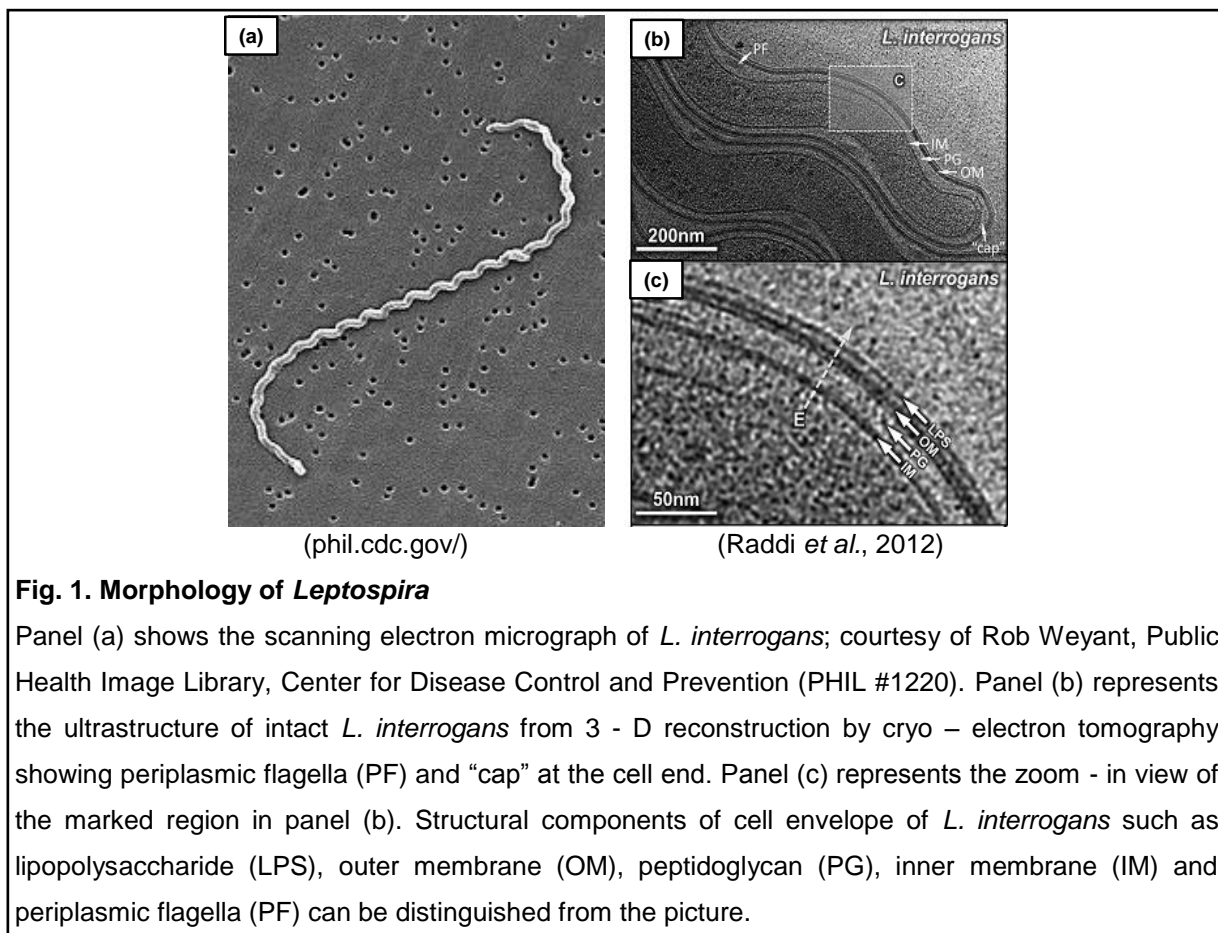 (a)
(b)
L. interrogans
PF
C
IM
PG
OM
"cap"
200nm
(c)
L. interrogans
E
LPS
OM
PG
IM
50nm
(phil.cdc.gov/)
(Raddi et al., 2012)
Fig. 1. Morphology of Leptospira
Panel (a) shows the scanning electron micrograph of L. interrogans; courtesy of Rob Weyant, Public
Health Image Library, Center for Disease Control and Prevention (PHIL #1220). Panel (b) represents
the ultrastructure of intact L. interrogans from 3 - D reconstruction by cryo – electron tomography
showing periplasmic flagella (PF) and “cap” at the cell end. Panel (c) represents the zoom - in view of
the marked region in panel (b). Structural components of cell envelope of L. interrogans such as
lipopolysaccharide (LPS), outer membrane (OM), peptidoglycan (PG), inner membrane (IM) and
periplasmic flagella (PF) can be distinguished from the picture.